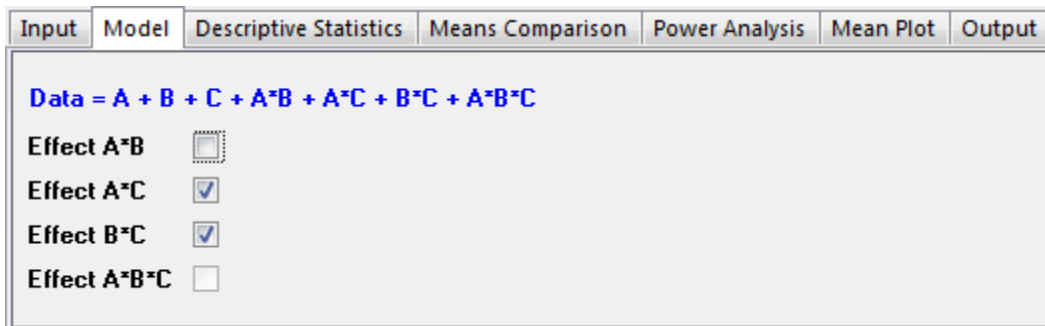 Input Model Descriptive Statistics Means Comparison Power Analysis Mean Plot Output
Data = A + B + C + A*B + A*C + B*C + A*B*C
Effect A*B
Effect A*C
Effect B*C
Effect A*B*C